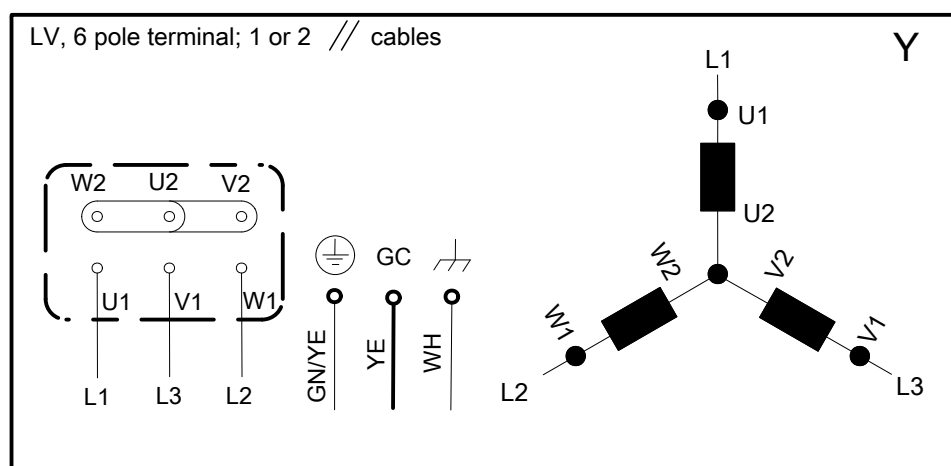 LV, 6 pole terminal; 1 or 2 // cables
Y
L1
U1
U2
W2 U2 V2
U1 V1 W1
L1 L3 L2
GC
GN/YE
YE
WH
W2
V2
W1
V1
L2
L3